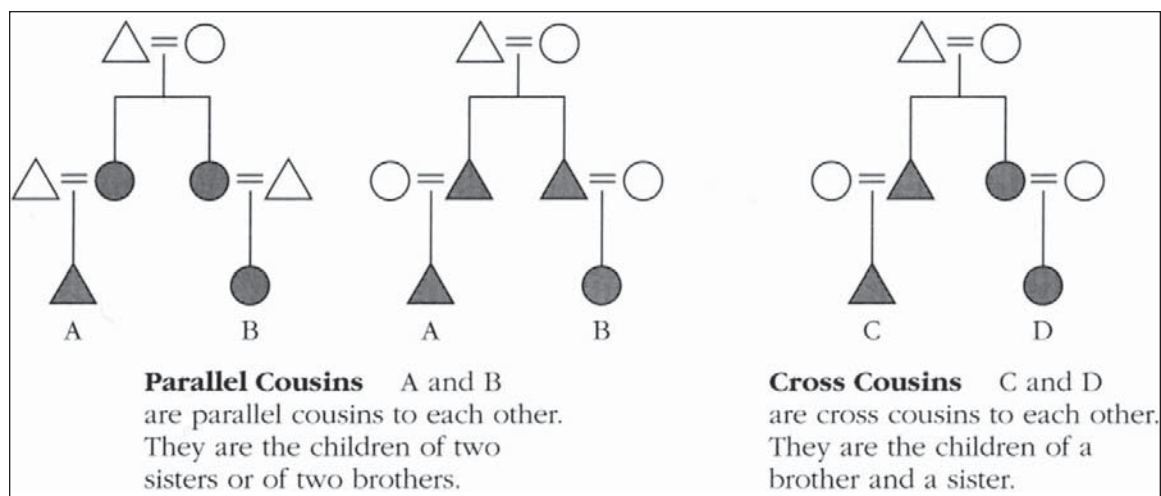 A B A B C D
Parallel Cousins A and B
are parallel cousins to each other.
They are the children of two
sisters or of two brothers.
Cross Cousins C and D
are cross cousins to each other.
They are the children of a
brother and a sister.